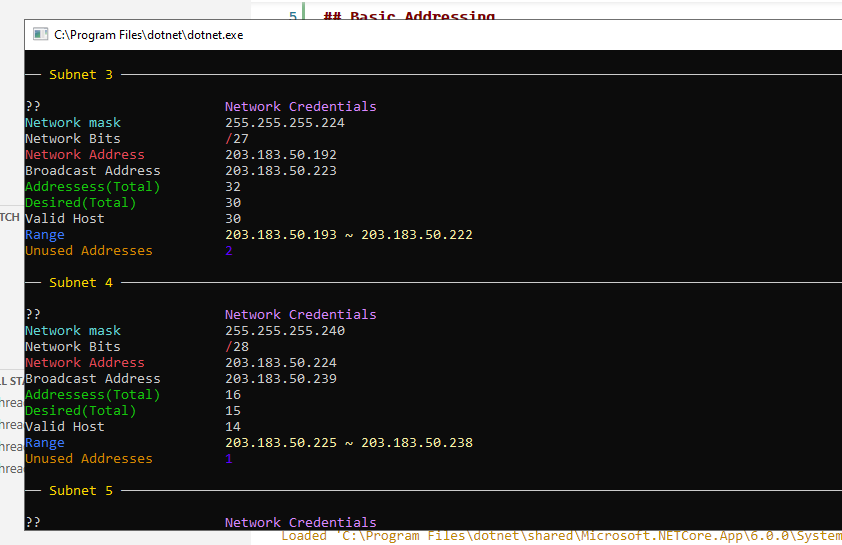 5 ## Basic Addressing
C:\Program Files\dotnet\dotnet.exe
Subnet 3
?? Network Credentials
Network mask 255.255.255.224
Network Bits /27
Network Address 203.183.50.192
Broadcast Address 203.183.50.223
Addressess(Total) 32
Desired(Total) 30
Valid Host 30
Range 203.183.50.193 ~ 203.183.50.222
Unused Addresses 2
Subnet 4
?? Network Credentials
Network mask 255.255.255.240
Network Bits /28
Network Address 203.183.50.224
Broadcast Address 203.183.50.239
Addressess(Total) 16
Desired(Total) 15
Valid Host 14
Range 203.183.50.225 ~ 203.183.50.238
Unused Addresses 1
Subnet 5
?? Network Credentials
TCH
LL STA
hrea
hrea
hrea
hrea
Loaded 'C:\Program Files\dotnet\shared\Microsoft.NETCore.App\6.0.0\System